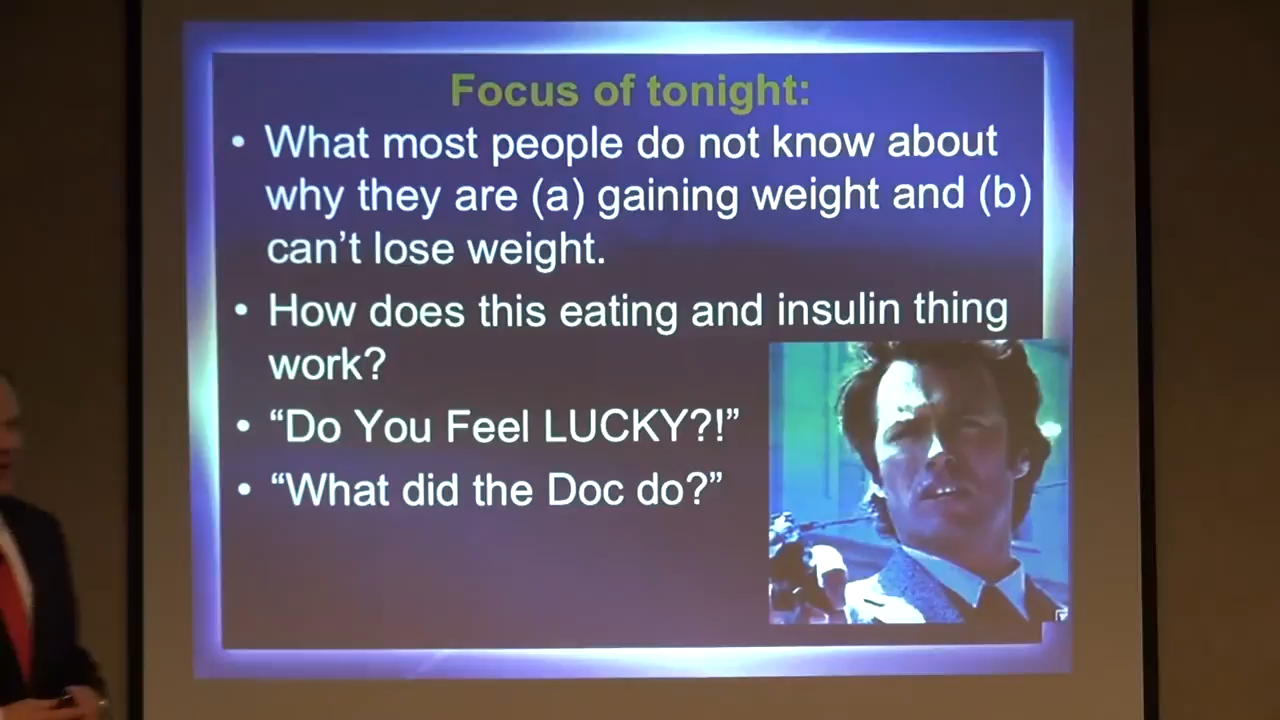 Focus of tonight:
• What most people do not know about
why they are (a) gaining weight and (b)
can’t lose weight.
• How does this eating and insulin thing
work?
• “Do You Feel LUCKY?!”
• “What did the Doc do?”